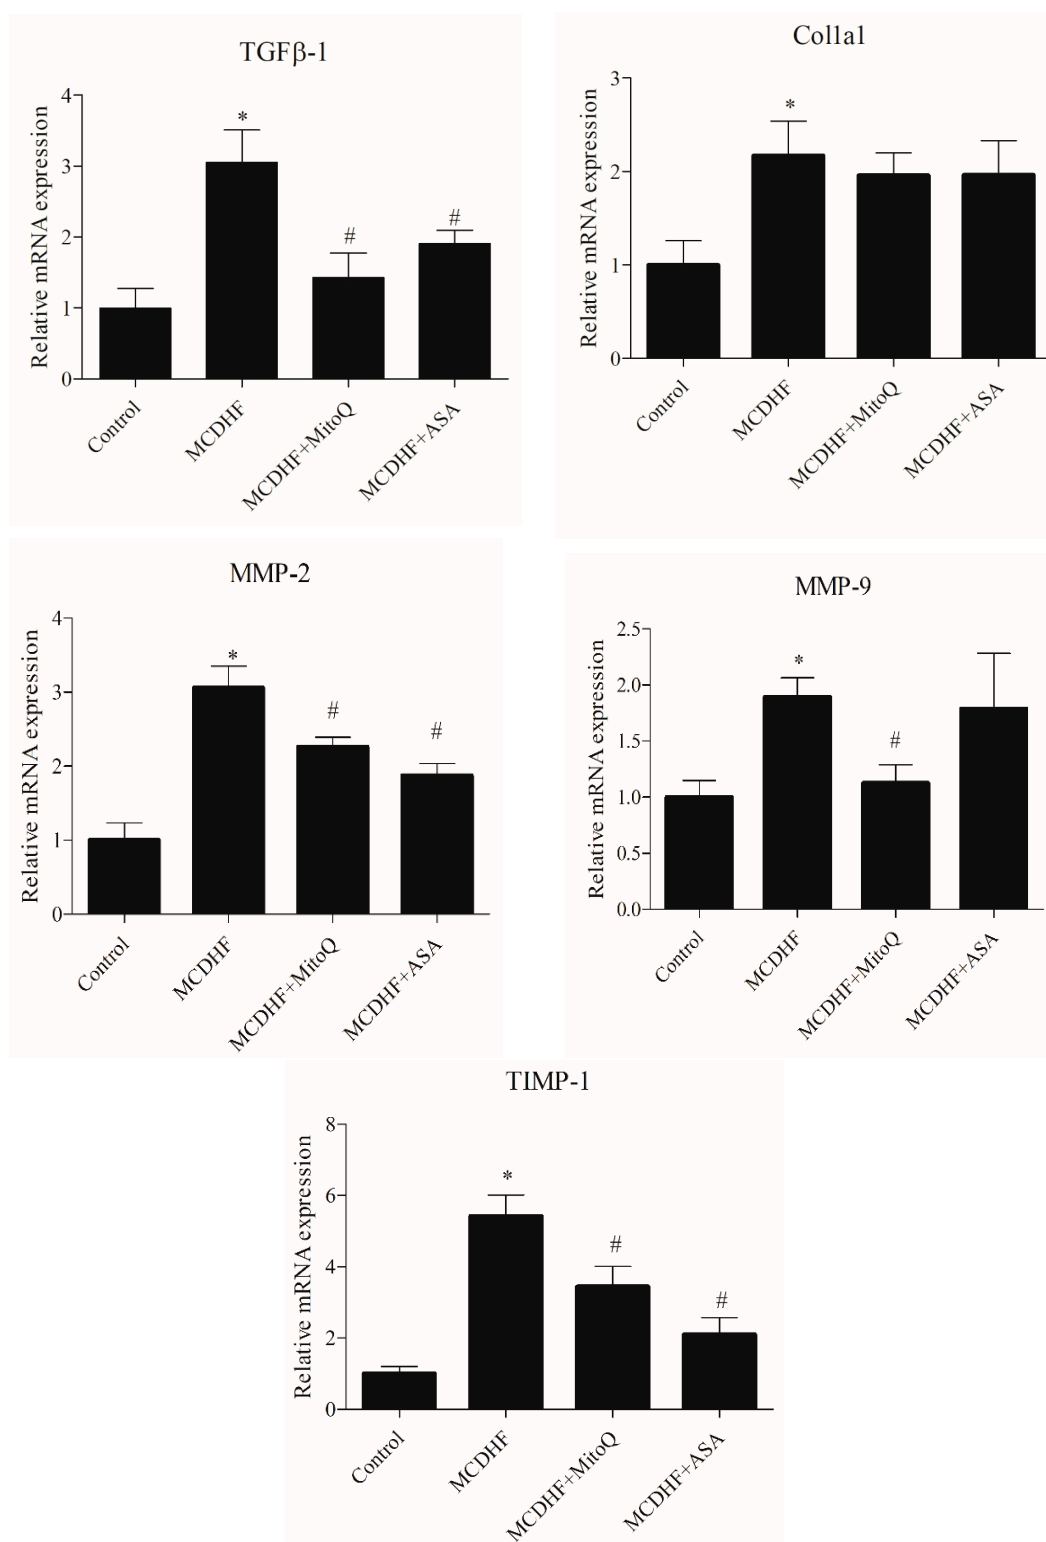 TGFβ-1
*
#
#
4
3
2
1
0
Relative mRNA expression
Control
MCDHF
MCDHF+MitoQ
MCDHF+ASA
Col1a1
*
3
2
1
0
Relative mRNA expression
Control
MCDHF
MCDHF+MitoQ
MCDHF+ASA
MMP-2
*
#
#
4
3
2
1
0
Relative mRNA expression
Control
MCDHF
MCDHF+MitoQ
MCDHF+ASA
MMP-9
*
#
2.5
2.0
1.5
1.0
0.5
0.0
Relative mRNA expression
Control
MCDHF
MCDHF+MitoQ
MCDHF+ASA
TIMP-1
*
#
#
8
6
4
2
0
Relative mRNA expression
Control
MCDHF
MCDHF+MitoQ
MCDHF+ASA